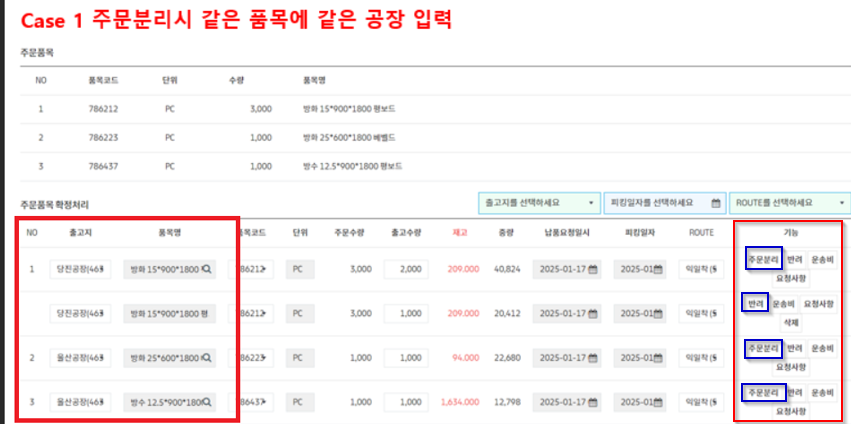 Case 1 주문분리시 같은 품목에 같은 공장 입력
주문품목
NO 품목코드 단위 수량 품목명
1 786212 PC 3,000 방화 15*900*1800 평보드
2 786223 PC 1,000 방화 25*600*1800 베벨드
3 786437 PC 1,000 방수 12.5*900*1800 평보드
주문품목 확정처리 출고지를 선택하세요 피킹일자를 선택하세요 ROUTE를 선택하세요
NO 출고지 품목명 품목코드 단위 주문수량 출고수량 재고 중량 납품요청일시 피킹일자 ROUTE 기능
1 당진공장(463 방화 15*900*1800 86212 PC 3,000 2,000 209.000 40,824 2025-01-17 2025-01 익일착 (5 주문분리 반려 운송비
요청사항
당진공장(463 방화 15*900*1800 평 86212 PC 3,000 1,000 209.000 20,412 2025-01-17 2025-01 익일착 (5 반려 운송비 요청사항
삭제
2 울산공장(463 방화 25*600*1800 86223 PC 1,000 1,000 94.000 22,680 2025-01-17 2025-01 익일착 (5 주문분리 반려 운송비
요청사항
3 울산공장(463 방수 12.5*900*180 86437 PC 1,000 1,000 1,634.000 12,798 2025-01-17 2025-01 익일착 (5 주문분리 반려 운송비
요청사항